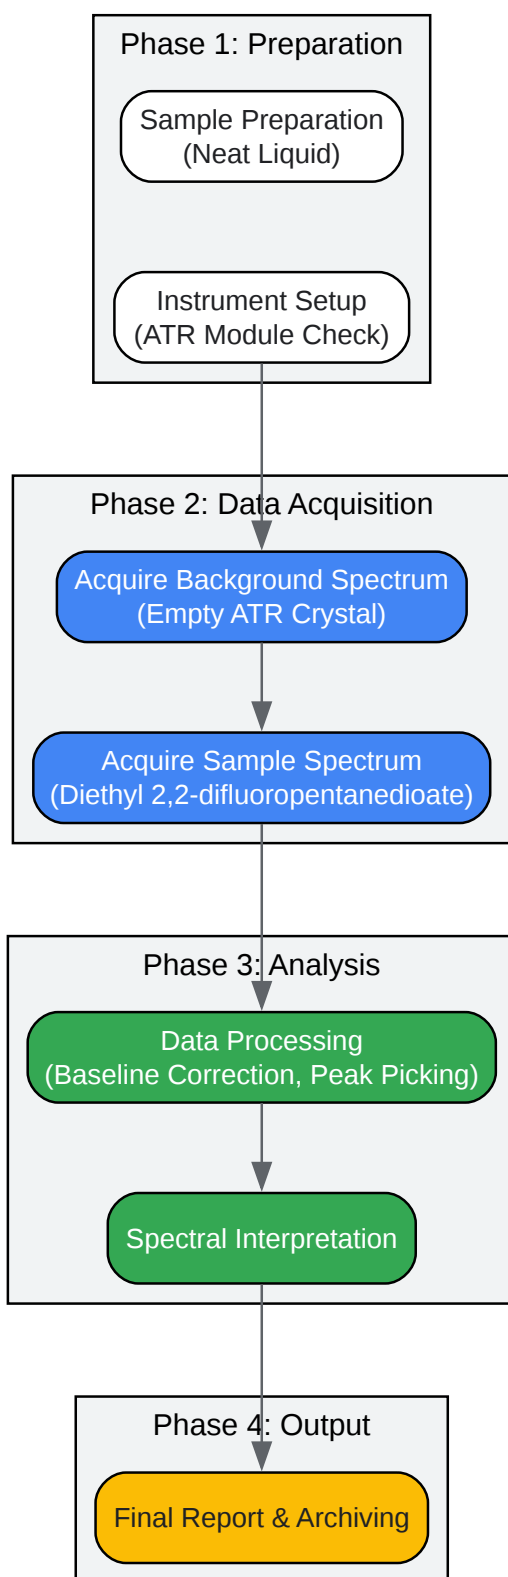 Phase 1: Preparation
Sample Preparation
(Neat Liquid)
Instrument Setup
(ATR Module Check)
Phase 2: Data Acquisition
Acquire Background Spectrum
(Empty ATR Crystal)
Acquire Sample Spectrum
(Diethyl 2,2-difluoropentanedioate)
Phase 3: Analysis
Data Processing
(Baseline Correction, Peak Picking)
Spectral Interpretation
Phase 4: Output
Final Report & Archiving